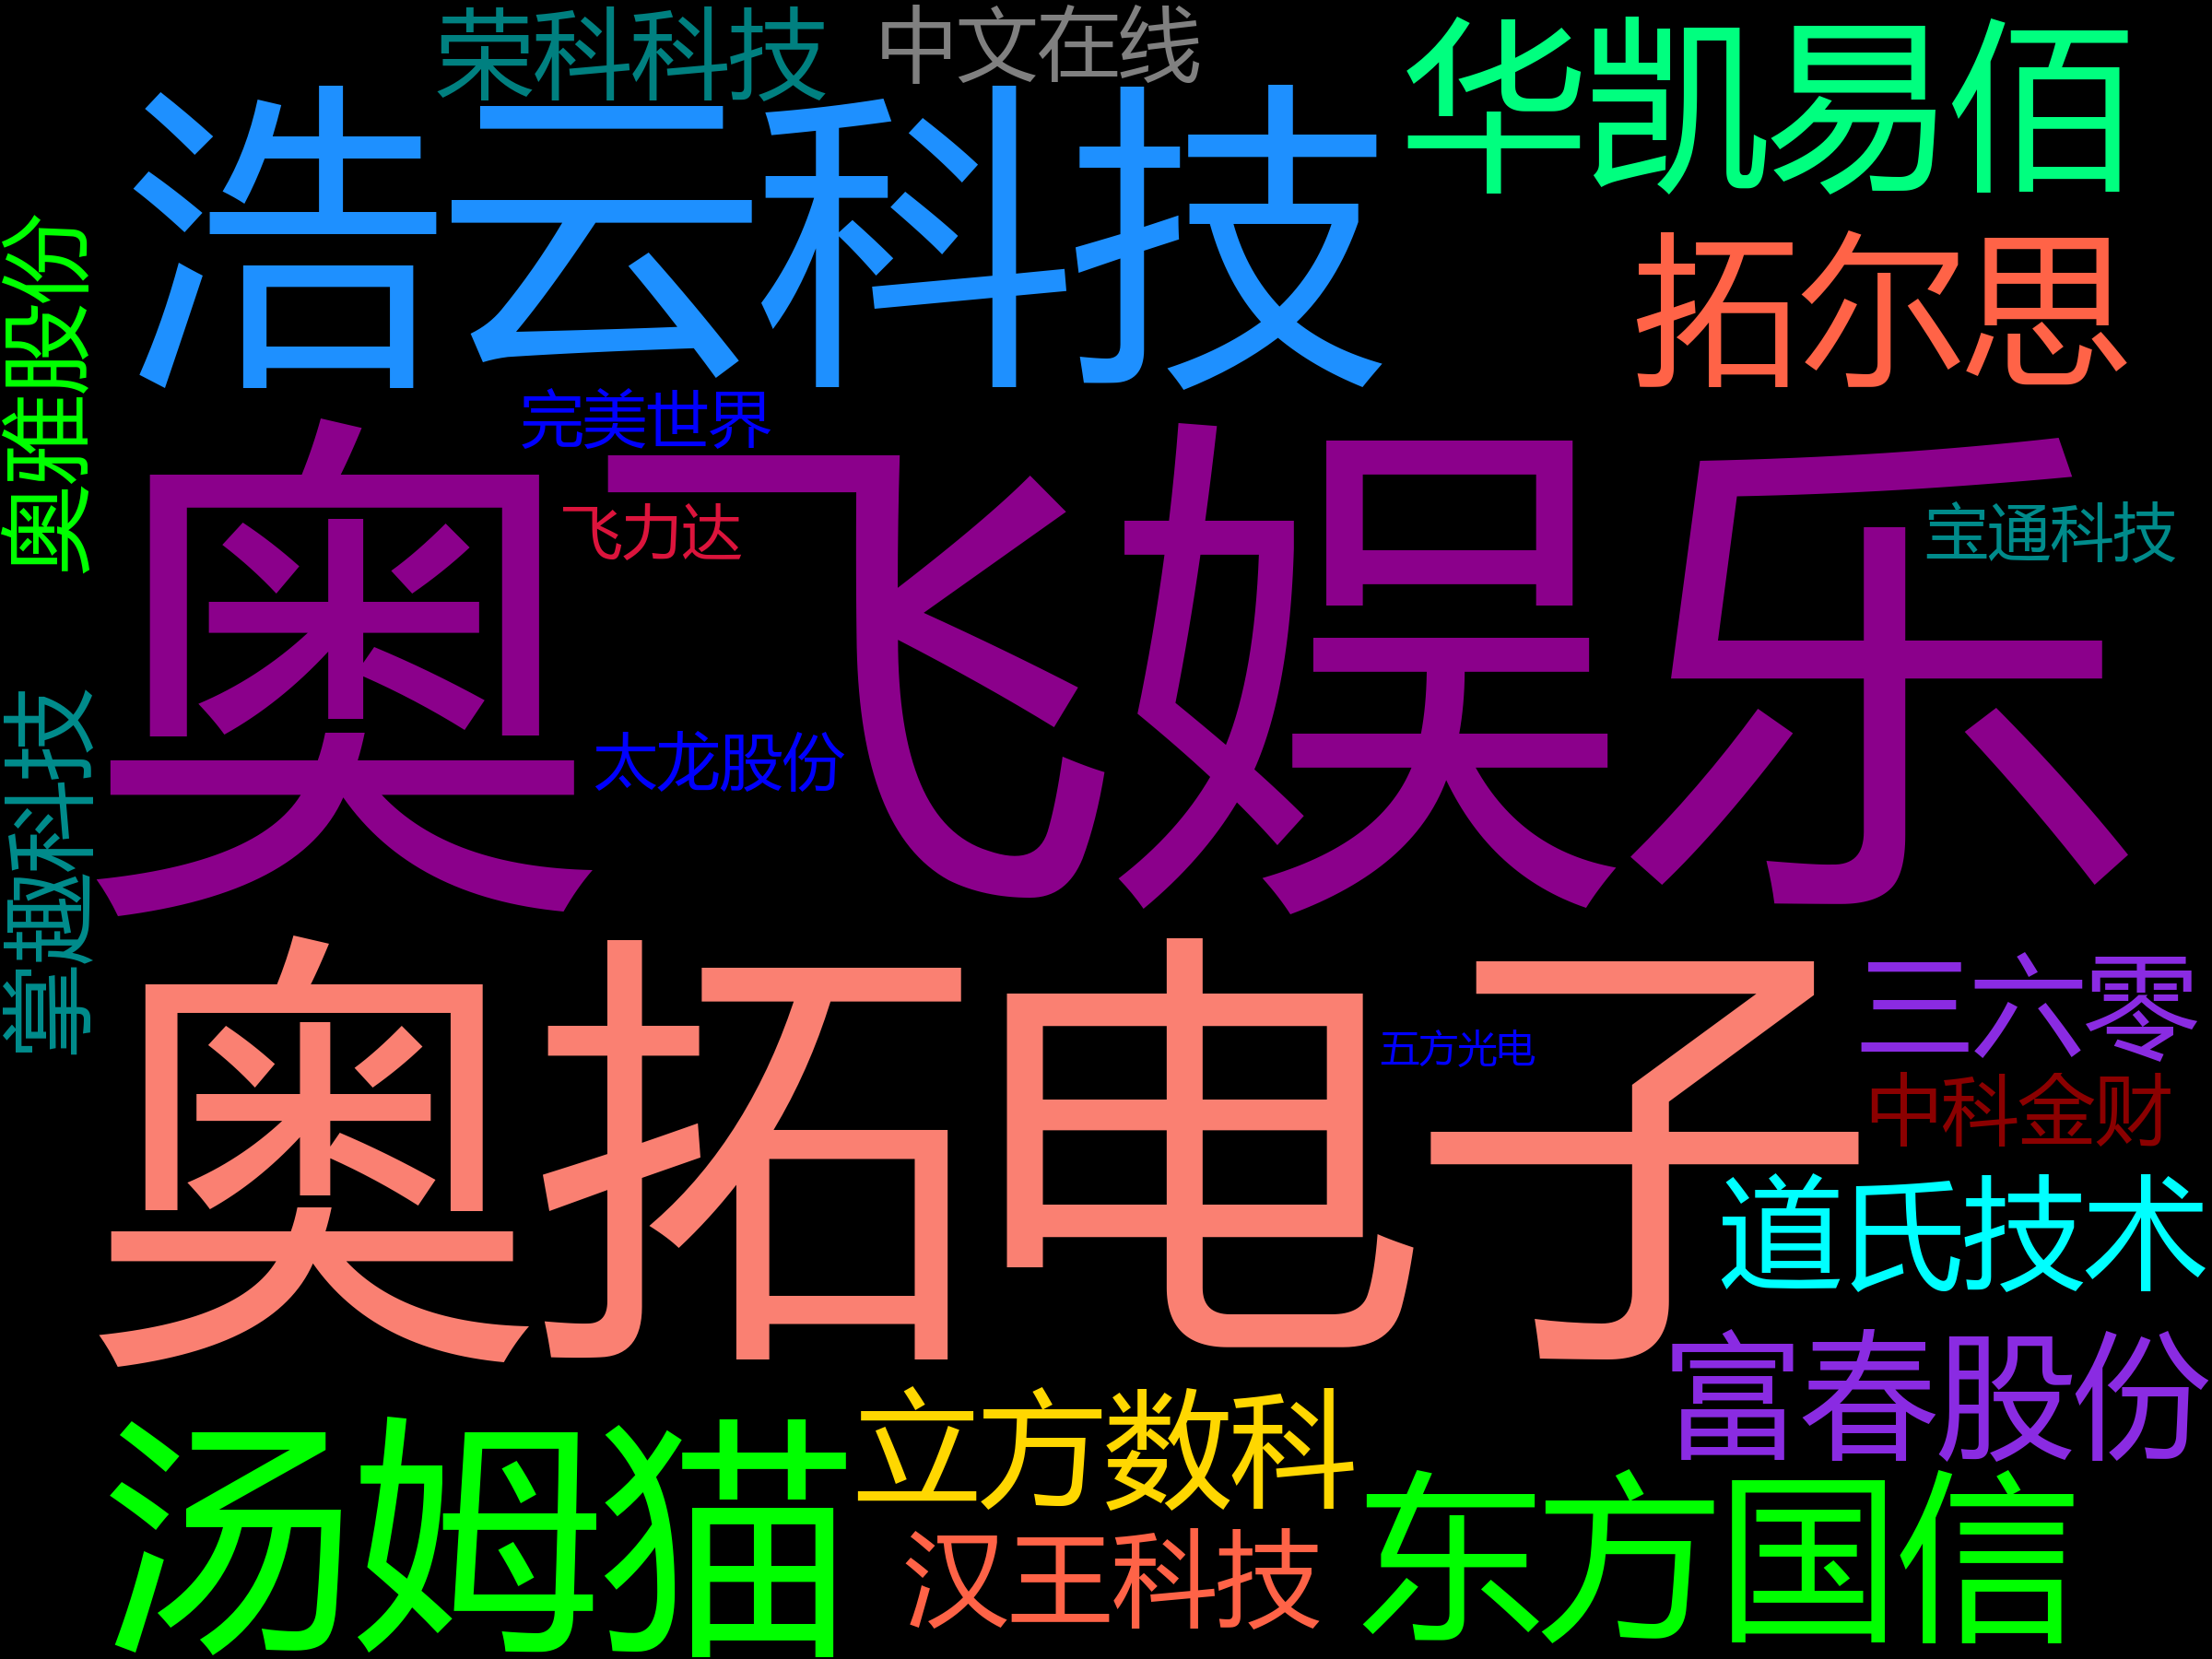 荣科科技
中文在线
华凯易佰
浩云科技
拓尔思
奥雅股份
完美世界
奥飞娱乐
飞力达
宝通科技
太龙股份
掌趣科技
奥拓电子
三六零
五方光电
中科金财
道氏技术
富春股份
立方数科
汤姆猫
东方国信
汉王科技